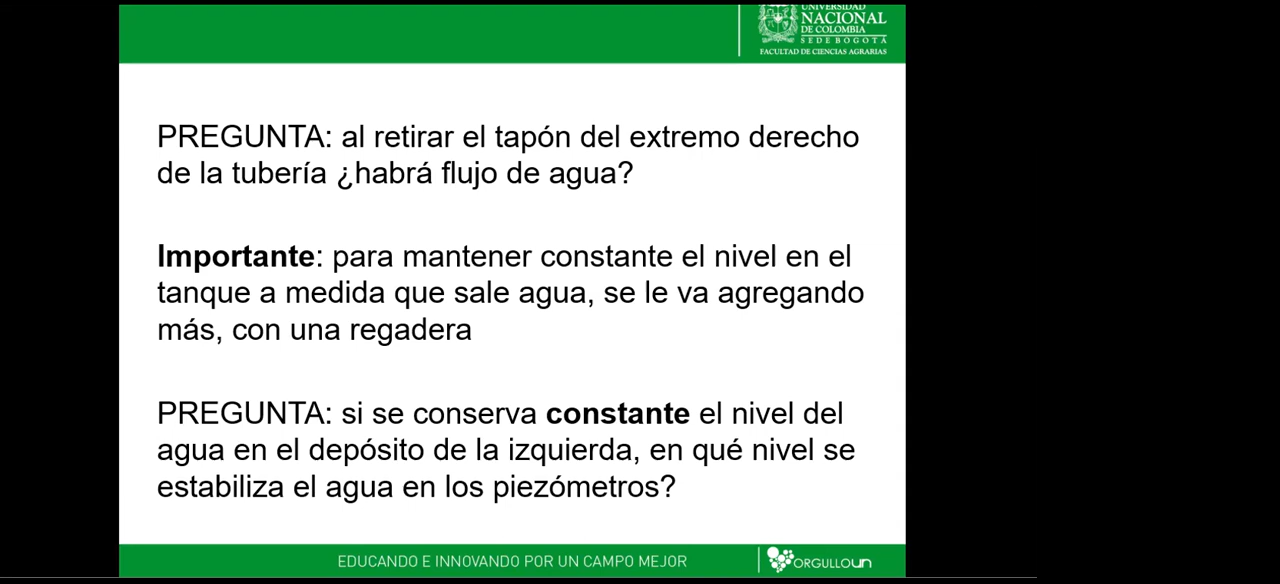 UNIVERSIDAD
NACIONAL
DE COLOMBIA
SEDE BOGOTÁ
FACULTAD DE CIENCIAS AGRARIAS
PREGUNTA: al retirar el tapón del extremo derecho
de la tubería ¿habrá flujo de agua?
Importante: para mantener constante el nivel en el
tanque a medida que sale agua, se le va agregando
más, con una regadera
PREGUNTA: si se conserva constante el nivel del
agua en el depósito de la izquierda, en qué nivel se
estabiliza el agua en los piezómetros?
EDUCANDO E INNOVANDO POR UN CAMPO MEJOR
ORGULLOUN